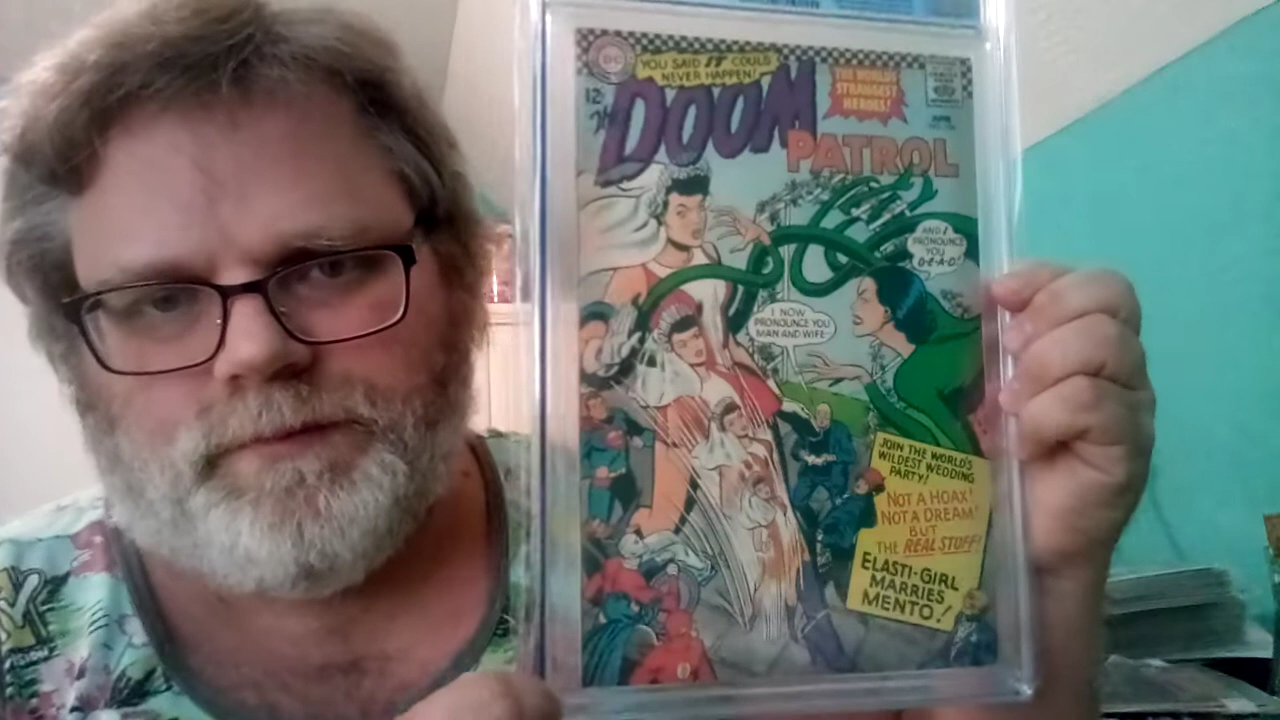 DC
YOU SAID IT COULD
NEVER HAPPEN!
12¢
THE WORLD'S
STRANGEST
HEROES!
JUNE
DOOM
PATROL
AND I
PRONOUNCE
YOU
D-E-A-D!
I NOW
PRONOUNCE YOU
MAN AND WIFE
JOIN THE WORLD'S
WILDEST WEDDING
PARTY!
NOT A HOAX!
NOT A DREAM!
BUT
THE REAL STUFF!
ELASTI-GIRL
MARRIES
MENTO!